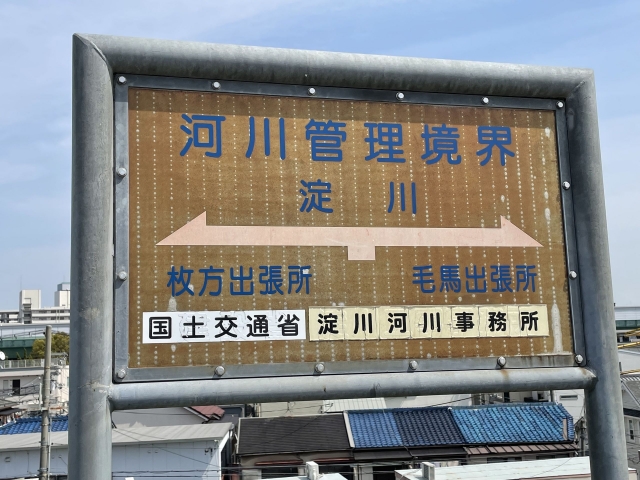 河川管理境界
淀川
枚方出張所 毛馬出張所
国土交通省 淀川河川事務所